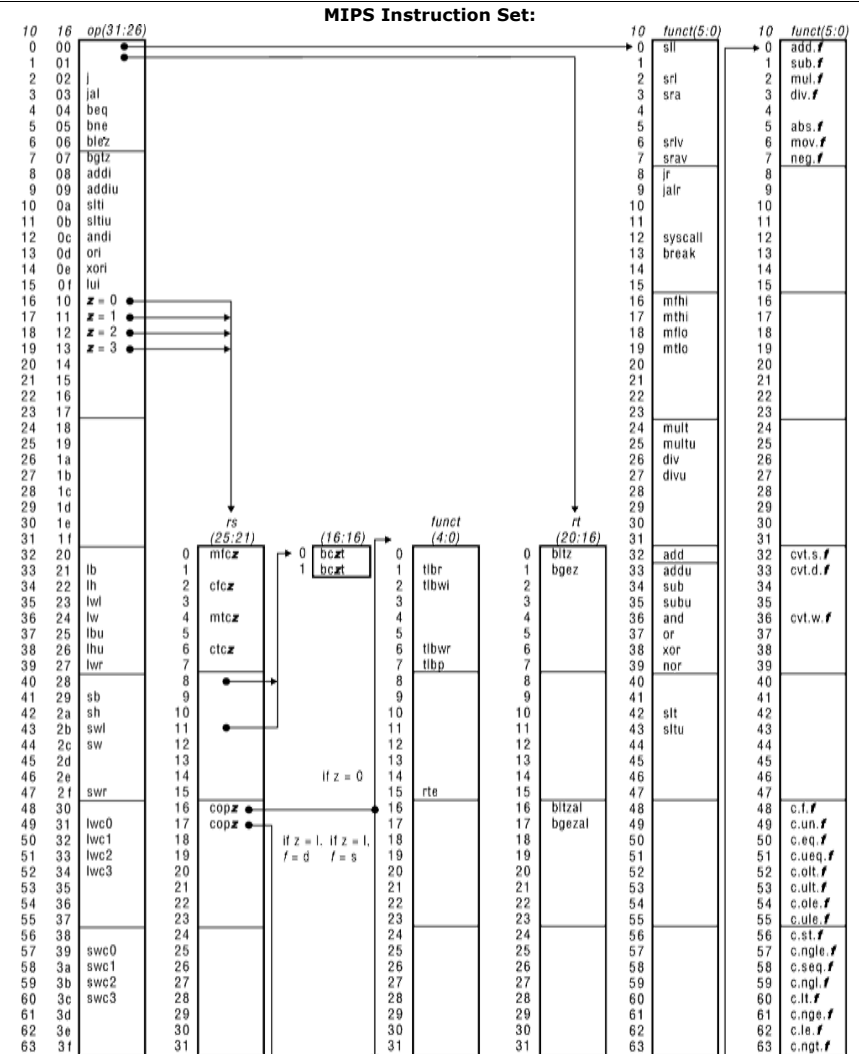 MIPS Instruction Set:
10 16 op(31:26) 10 funct(5:0) 10 funct(5:0)
0 00 0 sll 0 add.f
1 01 1 1 sub.f
2 02 j 2 srl 2 mul.f
3 03 jal 3 sra 3 div.f
4 04 beq 4 4
5 05 bne 5 5 abs.f
6 06 blez 6 srlv 6 mov.f
7 07 bgtz 7 srav 7 neg.f
8 08 addi 8 jr 8
9 09 addiu 9 jalr 9
10 0a slti 10 10
11 0b sltiu 11 11
12 0c andi 12 syscall 12
13 0d ori 13 break 13
14 0e xori 14 14
15 0f lui 15 15
16 10 z = 0 16 mfhi 16
17 11 z = 1 17 mthi 17
18 12 z = 2 18 mflo 18
19 13 z = 3 19 mtlo 19
20 14 20 20
21 15 21 21
22 16 22 22
23 17 23 23
24 18 24 mult 24
25 19 25 multu 25
26 1a 26 div 26
27 1b 27 divu 27
28 1c 28 28
29 1d 29 29
30 1e rs funct rt 30 30
31 1f (25:21) (16:16) (4:0) (20:16) 31 31
32 20 0 mfcz 0 bczt 0 0 bltz 32 add 32 cvt.s.f
33 21 lb 1 1 bczt 1 tlbr 1 bgez 33 addu 33 cvt.d.f
34 22 lh 2 cfcz 2 tlbwi 2 34 sub 34
35 23 lwl 3 3 3 35 subu 35
36 24 lw 4 mtcz 4 4 36 and 36 cvt.w.f
37 25 lbu 5 5 5 37 or 37
38 26 lhu 6 ctcz 6 tlbwr 6 38 xor 38
39 27 lwr 7 7 tlbp 7 39 nor 39
40 28 8 8 8 40 40
41 29 sb 9 9 9 41 41
42 2a sh 10 10 10 42 slt 42
43 2b swl 11 11 11 43 sltu 43
44 2c sw 12 12 12 44 44
45 2d 13 13 13 45 45
46 2e 14 if z = 0 14 14 46 46
47 2f swr 15 15 rte 15 47 47
48 30 16 copz 16 16 bltzal 48 48 c.f.f
49 31 lwc0 17 copz 17 17 bgezal 49 49 c.un.f
50 32 lwc1 18 if z = l, if z = l, 18 18 50 50 c.eq.f
51 33 lwc2 19 f = d f = s 19 19 51 51 c.ueq.f
52 34 lwc3 20 20 20 52 52 c.olt.f
53 35 21 21 21 53 53 c.ult.f
54 36 22 22 22 54 54 c.ole.f
55 37 23 23 23 55 55 c.ule.f
56 38 24 24 24 56 56 c.st.f
57 39 swc0 25 25 25 57 57 c.ngle.f
58 3a swc1 26 26 26 58 58 c.seq.f
59 3b swc2 27 27 27 59 59 c.ngl.f
60 3c swc3 28 28 28 60 60 c.lt.f
61 3d 29 29 29 61 61 c.nge.f
62 3e 30 30 30 62 62 c.le.f
63 3f 31 31 31 63 63 c.ngt.f